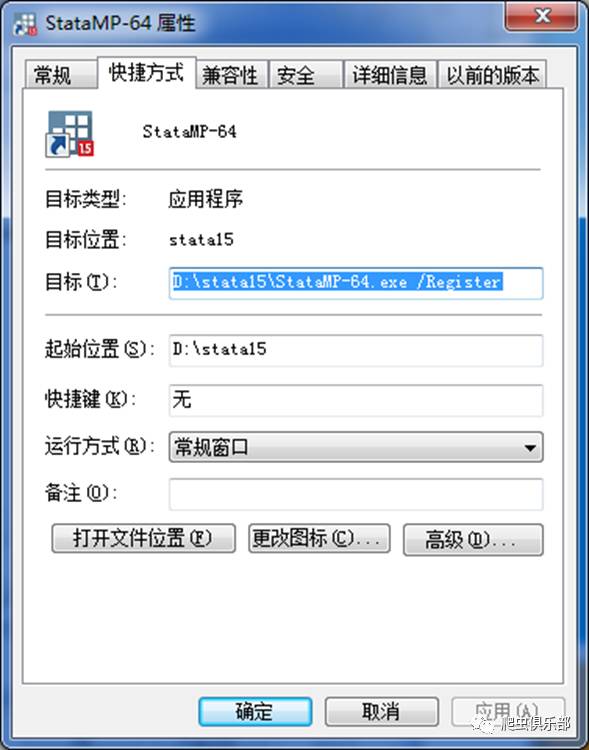 StataMP-64 属性
常规 快捷方式 兼容性 安全 详细信息 以前的版本
15
StataMP-64
目标类型: 应用程序
目标位置: stata15
目标(T): D:\stata15\StataMP-64.exe /Register
起始位置(S): D:\stata15
快捷键(K): 无
运行方式(R): 常规窗口
备注(O):
打开文件位置(F) 更改图标(C)... 高级(D)...
确定 取消 应用(A)
爬虫俱乐部